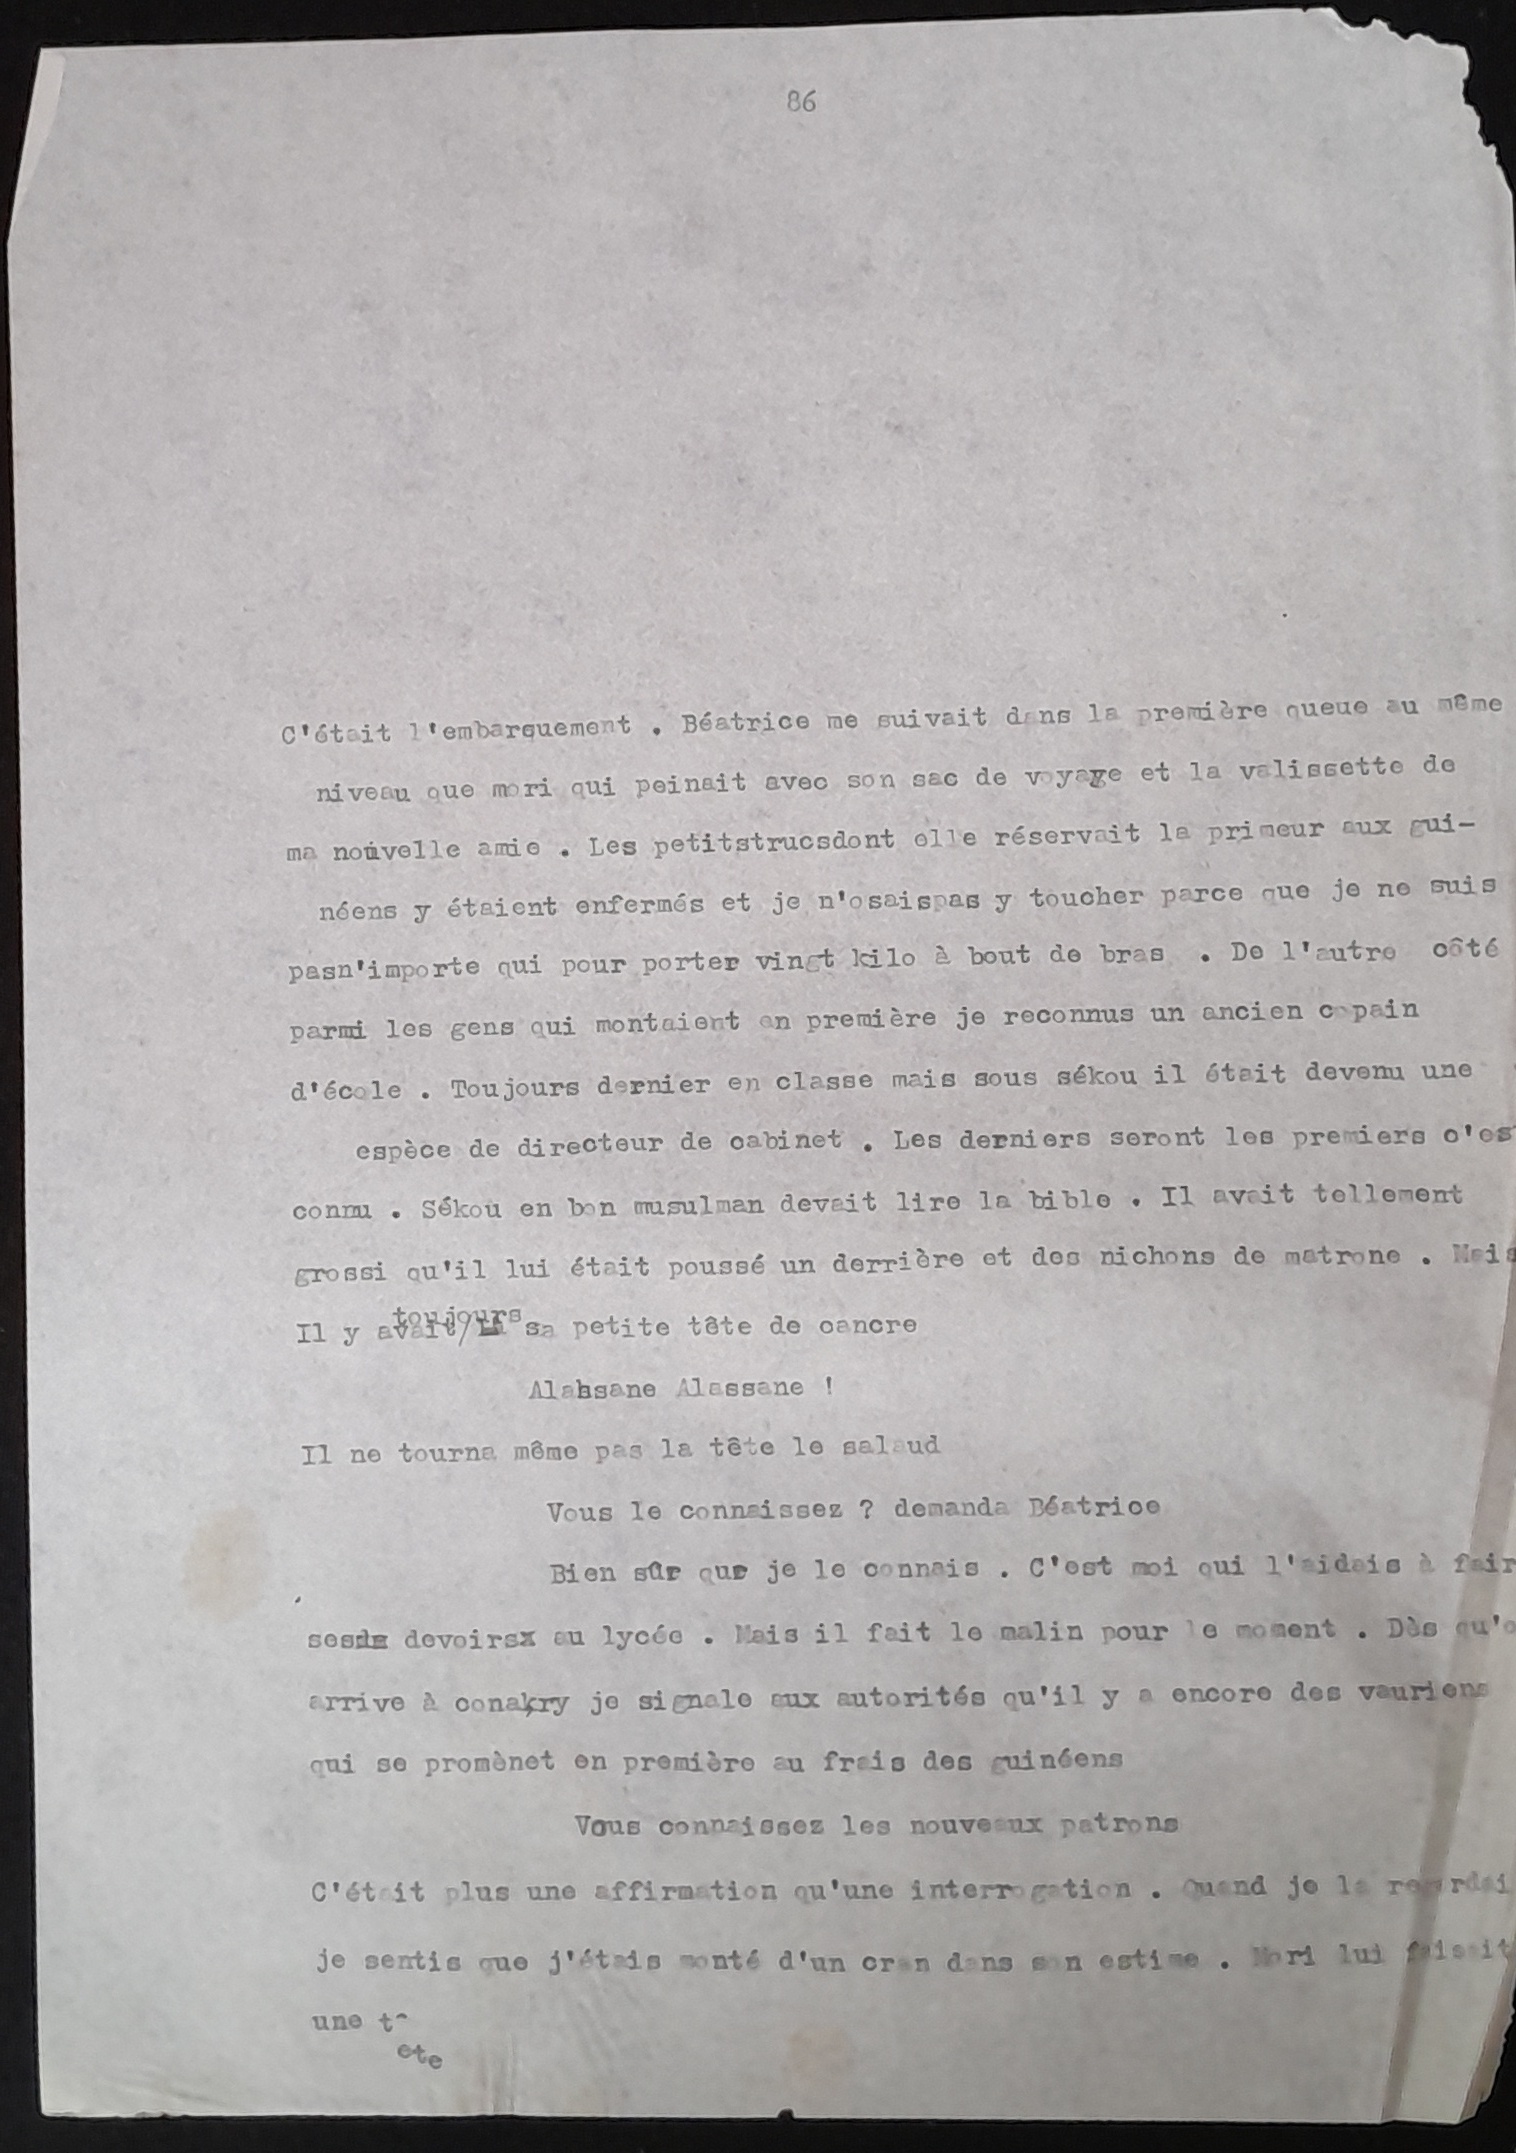 86
C'était l'embarquement . Béatrice me suivait dans la première queue au même
niveau que mori qui peinait avec son sac de voyage et la valissette de
ma nouvelle amie . Les petitstrucsdont elle réservait la primeur aux gui-
néens y étaient enfermés et je n'osaispas y toucher parce que je ne suis
pasn'importe qui pour porter vingt kilo à bout de bras . De l'autre côté
parmi les gens qui montaient en première je reconnus un ancien copain
d'école . Toujours dernier en classe mais sous sékou il était devenu une
espèce de directeur de cabinet . Les derniers seront les premiers c'es
connu . Sékou en bon musulman devait lire la bible . Il avait tellement
grossi qu'il lui était poussé un derrière et des nichons de matrone . Mais
toujours
Il y avait/ sa petite tête de cancre
Alahsane Alassane !
Il ne tourna même pas la tête le salaud
Vous le connaissez ? demanda Béatrice
Bien sûr que je le connais . C'est moi qui l'aidais à fair
ses devoirsx au lycée . Mais il fait le malin pour le moment . Dès qu'o
arrive à conakry je signale aux autorités qu'il y a encore des vauriens
qui se promènet en première au frais des guinéens
Vous connaissez les nouveaux patrons
C'était plus une affirmation qu'une interrogation . Quand je la regardai
je sentis que j'étais monté d'un cran dans son estime . Mori lui faisait
une t^
ete